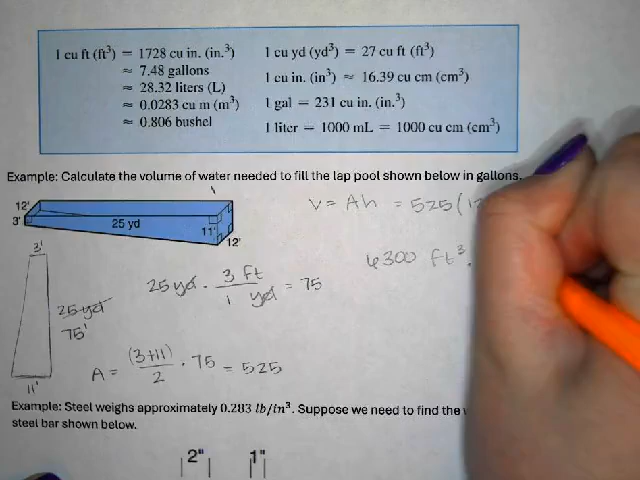 1 cu ft (ft³) = 1728 cu in. (in.³)
≈ 7.48 gallons
≈ 28.32 liters (L)
≈ 0.0283 cu m (m³)
≈ 0.806 bushel
1 cu yd (yd³) = 27 cu ft (ft³)
1 cu in. (in³) ≈ 16.39 cu cm (cm³)
1 gal = 231 cu in. (in.³)
1 liter = 1000 mL = 1000 cu cm (cm³)
Example: Calculate the volume of water needed to fill the lap pool shown below in gallons.
12'
3'
25 yd
11'
12'
V = Ah = 525(12
6300 ft³ ·
3'
25 yd
75'
11'
25 yd · 3 ft / 1 yd = 75
A = (3+11) / 2 · 75 = 525
Example: Steel weighs approximately 0.283 lb/in³. Suppose we need to find the
steel bar shown below.
2" 1"